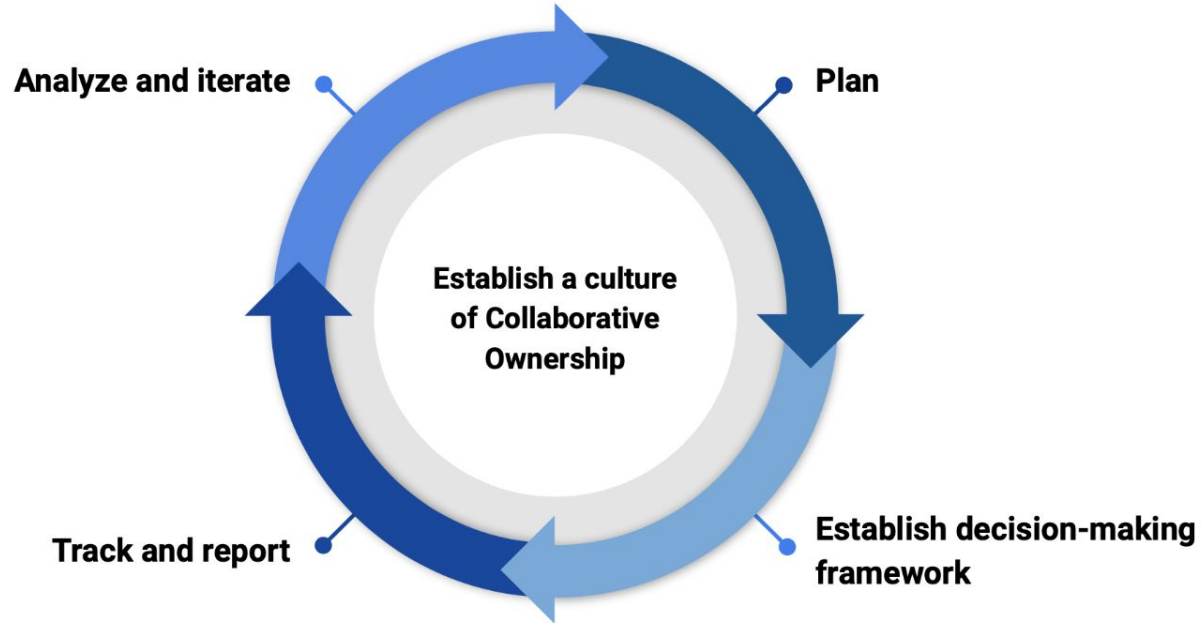 Analyze and iterate
Plan
Establish a culture
of Collaborative
Ownership
Track and report
Establish decision-making
framework